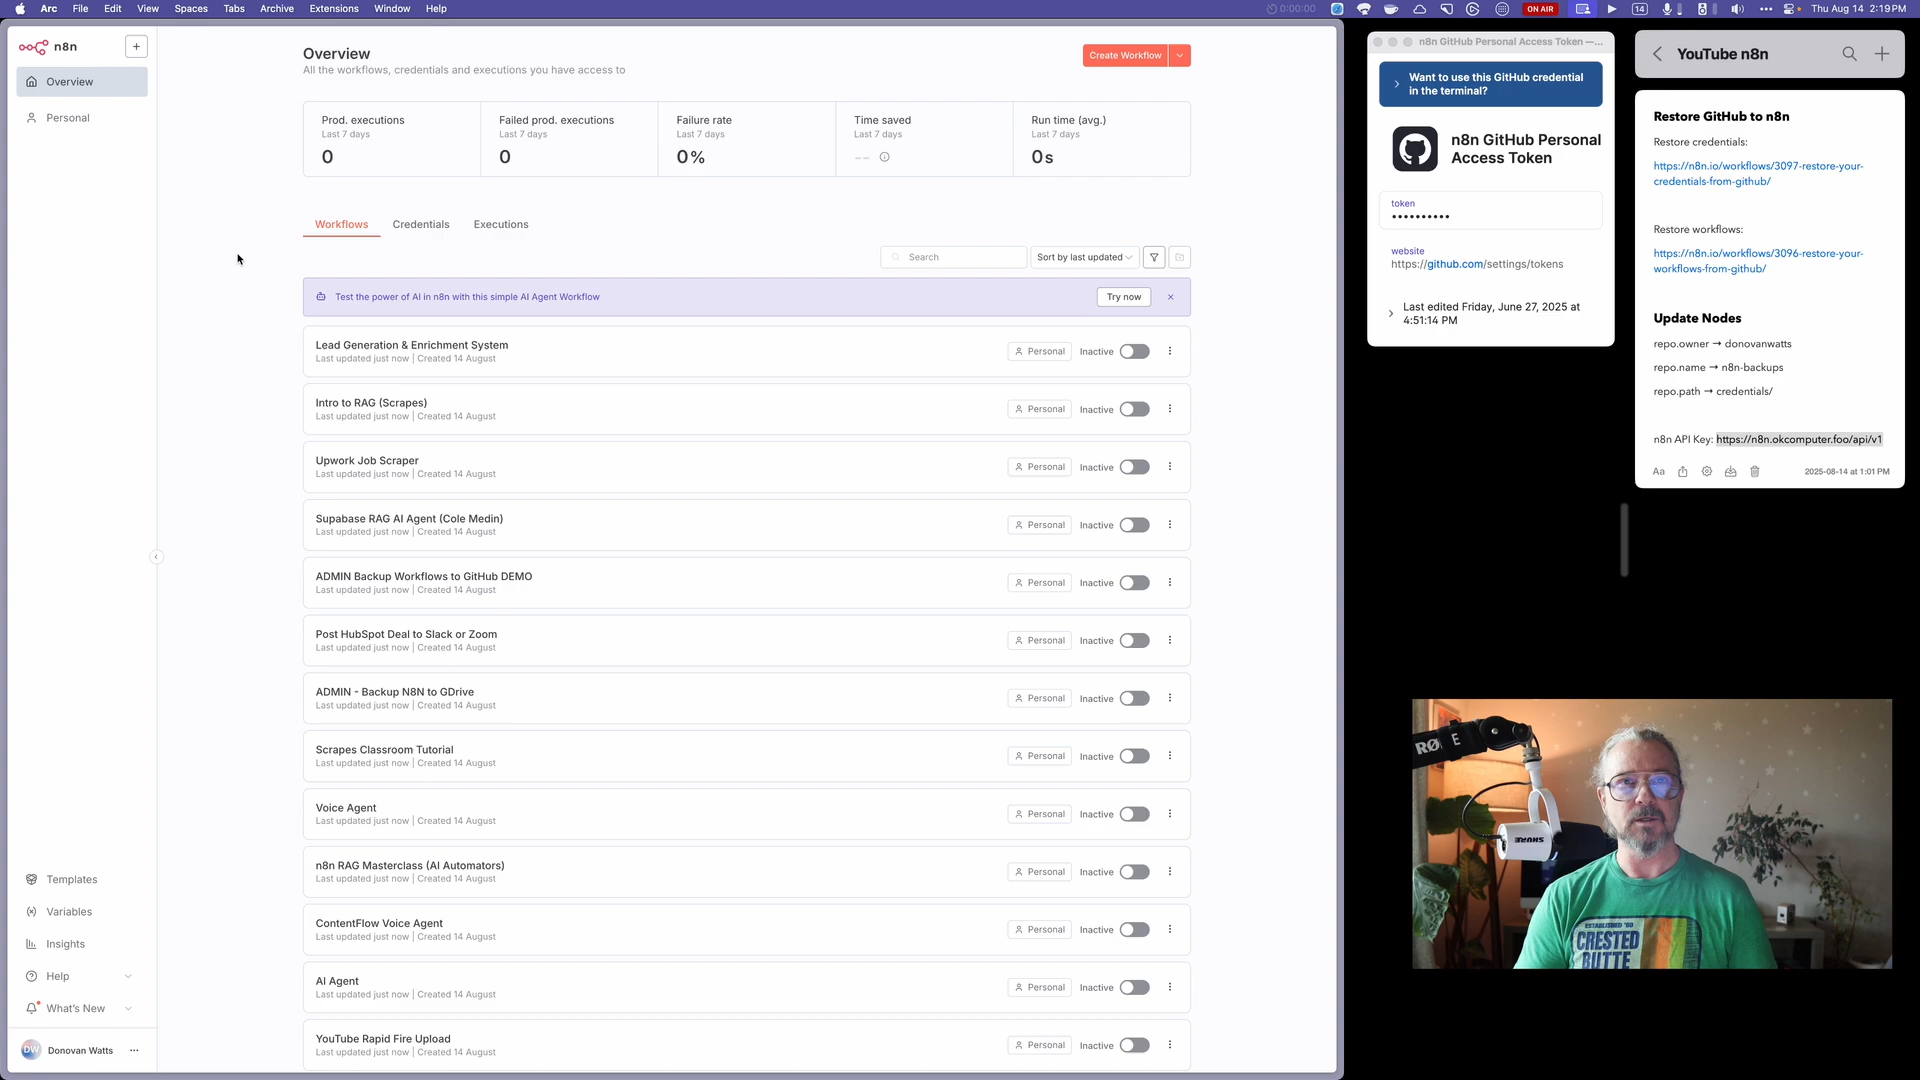 Arc File Edit View Spaces Tabs Archive Extensions Window Help
0:00:00 ON AIR 14 Thu Aug 14 2:19 PM
n8n
Overview
Personal
Templates
Variables
Insights
Help
What's New
DW Donovan Watts
Overview
All the workflows, credentials and executions you have access to
Create Workflow
Prod. executions
Last 7 days
0
Failed prod. executions
Last 7 days
0
Failure rate
Last 7 days
0%
Time saved
Last 7 days
--
Run time (avg.)
Last 7 days
0s
Workflows Credentials Executions
Search Sort by last updated
Test the power of AI in n8n with this simple AI Agent Workflow Try now
Lead Generation & Enrichment System
Last updated just now | Created 14 August
Personal Inactive
Intro to RAG (Scrapes)
Last updated just now | Created 14 August
Personal Inactive
Upwork Job Scraper
Last updated just now | Created 14 August
Personal Inactive
Supabase RAG AI Agent (Cole Medin)
Last updated just now | Created 14 August
Personal Inactive
ADMIN Backup Workflows to GitHub DEMO
Last updated just now | Created 14 August
Personal Inactive
Post HubSpot Deal to Slack or Zoom
Last updated just now | Created 14 August
Personal Inactive
ADMIN - Backup N8N to GDrive
Last updated just now | Created 14 August
Personal Inactive
Scrapes Classroom Tutorial
Last updated just now | Created 14 August
Personal Inactive
Voice Agent
Last updated just now | Created 14 August
Personal Inactive
n8n RAG Masterclass (AI Automators)
Last updated just now | Created 14 August
Personal Inactive
ContentFlow Voice Agent
Last updated just now | Created 14 August
Personal Inactive
AI Agent
Last updated just now | Created 14 August
Personal Inactive
YouTube Rapid Fire Upload
Last updated just now | Created 14 August
Personal Inactive
n8n GitHub Personal Access Token —...
Want to use this GitHub credential
in the terminal?
n8n GitHub Personal
Access Token
token
••••••••••
website
https://github.com/settings/tokens
Last edited Friday, June 27, 2025 at
4:51:14 PM
YouTube n8n
Restore GitHub to n8n
Restore credentials:
https://n8n.io/workflows/3097-restore-your-
credentials-from-github/
Restore workflows:
https://n8n.io/workflows/3096-restore-your-
workflows-from-github/
Update Nodes
repo.owner → donovanwatts
repo.name → n8n-backups
repo.path → credentials/
n8n API Key: https://n8n.okcomputer.foo/api/v1
Aa 2025-08-14 at 1:01 PM
RØDE
SHURE
ESTABLISHED '80
CRESTED
BUTTE